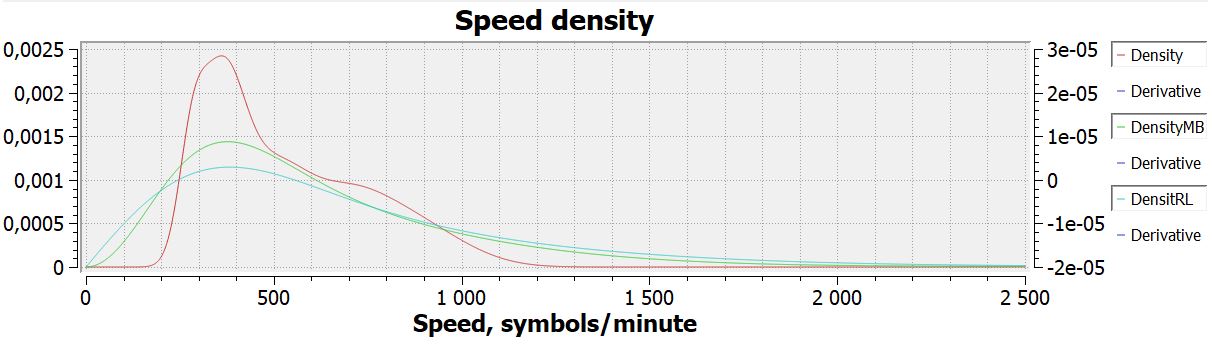 Speed density
0,0025
0,002
0,0015
0,001
0,0005
0
3e-05
2e-05
1e-05
0
-1e-05
-2e-05
Density
Derivative
DensityMB
Derivative
DensitRL
Derivative
0 500 1 000 1 500 2 000 2 500
Speed, symbols/minute